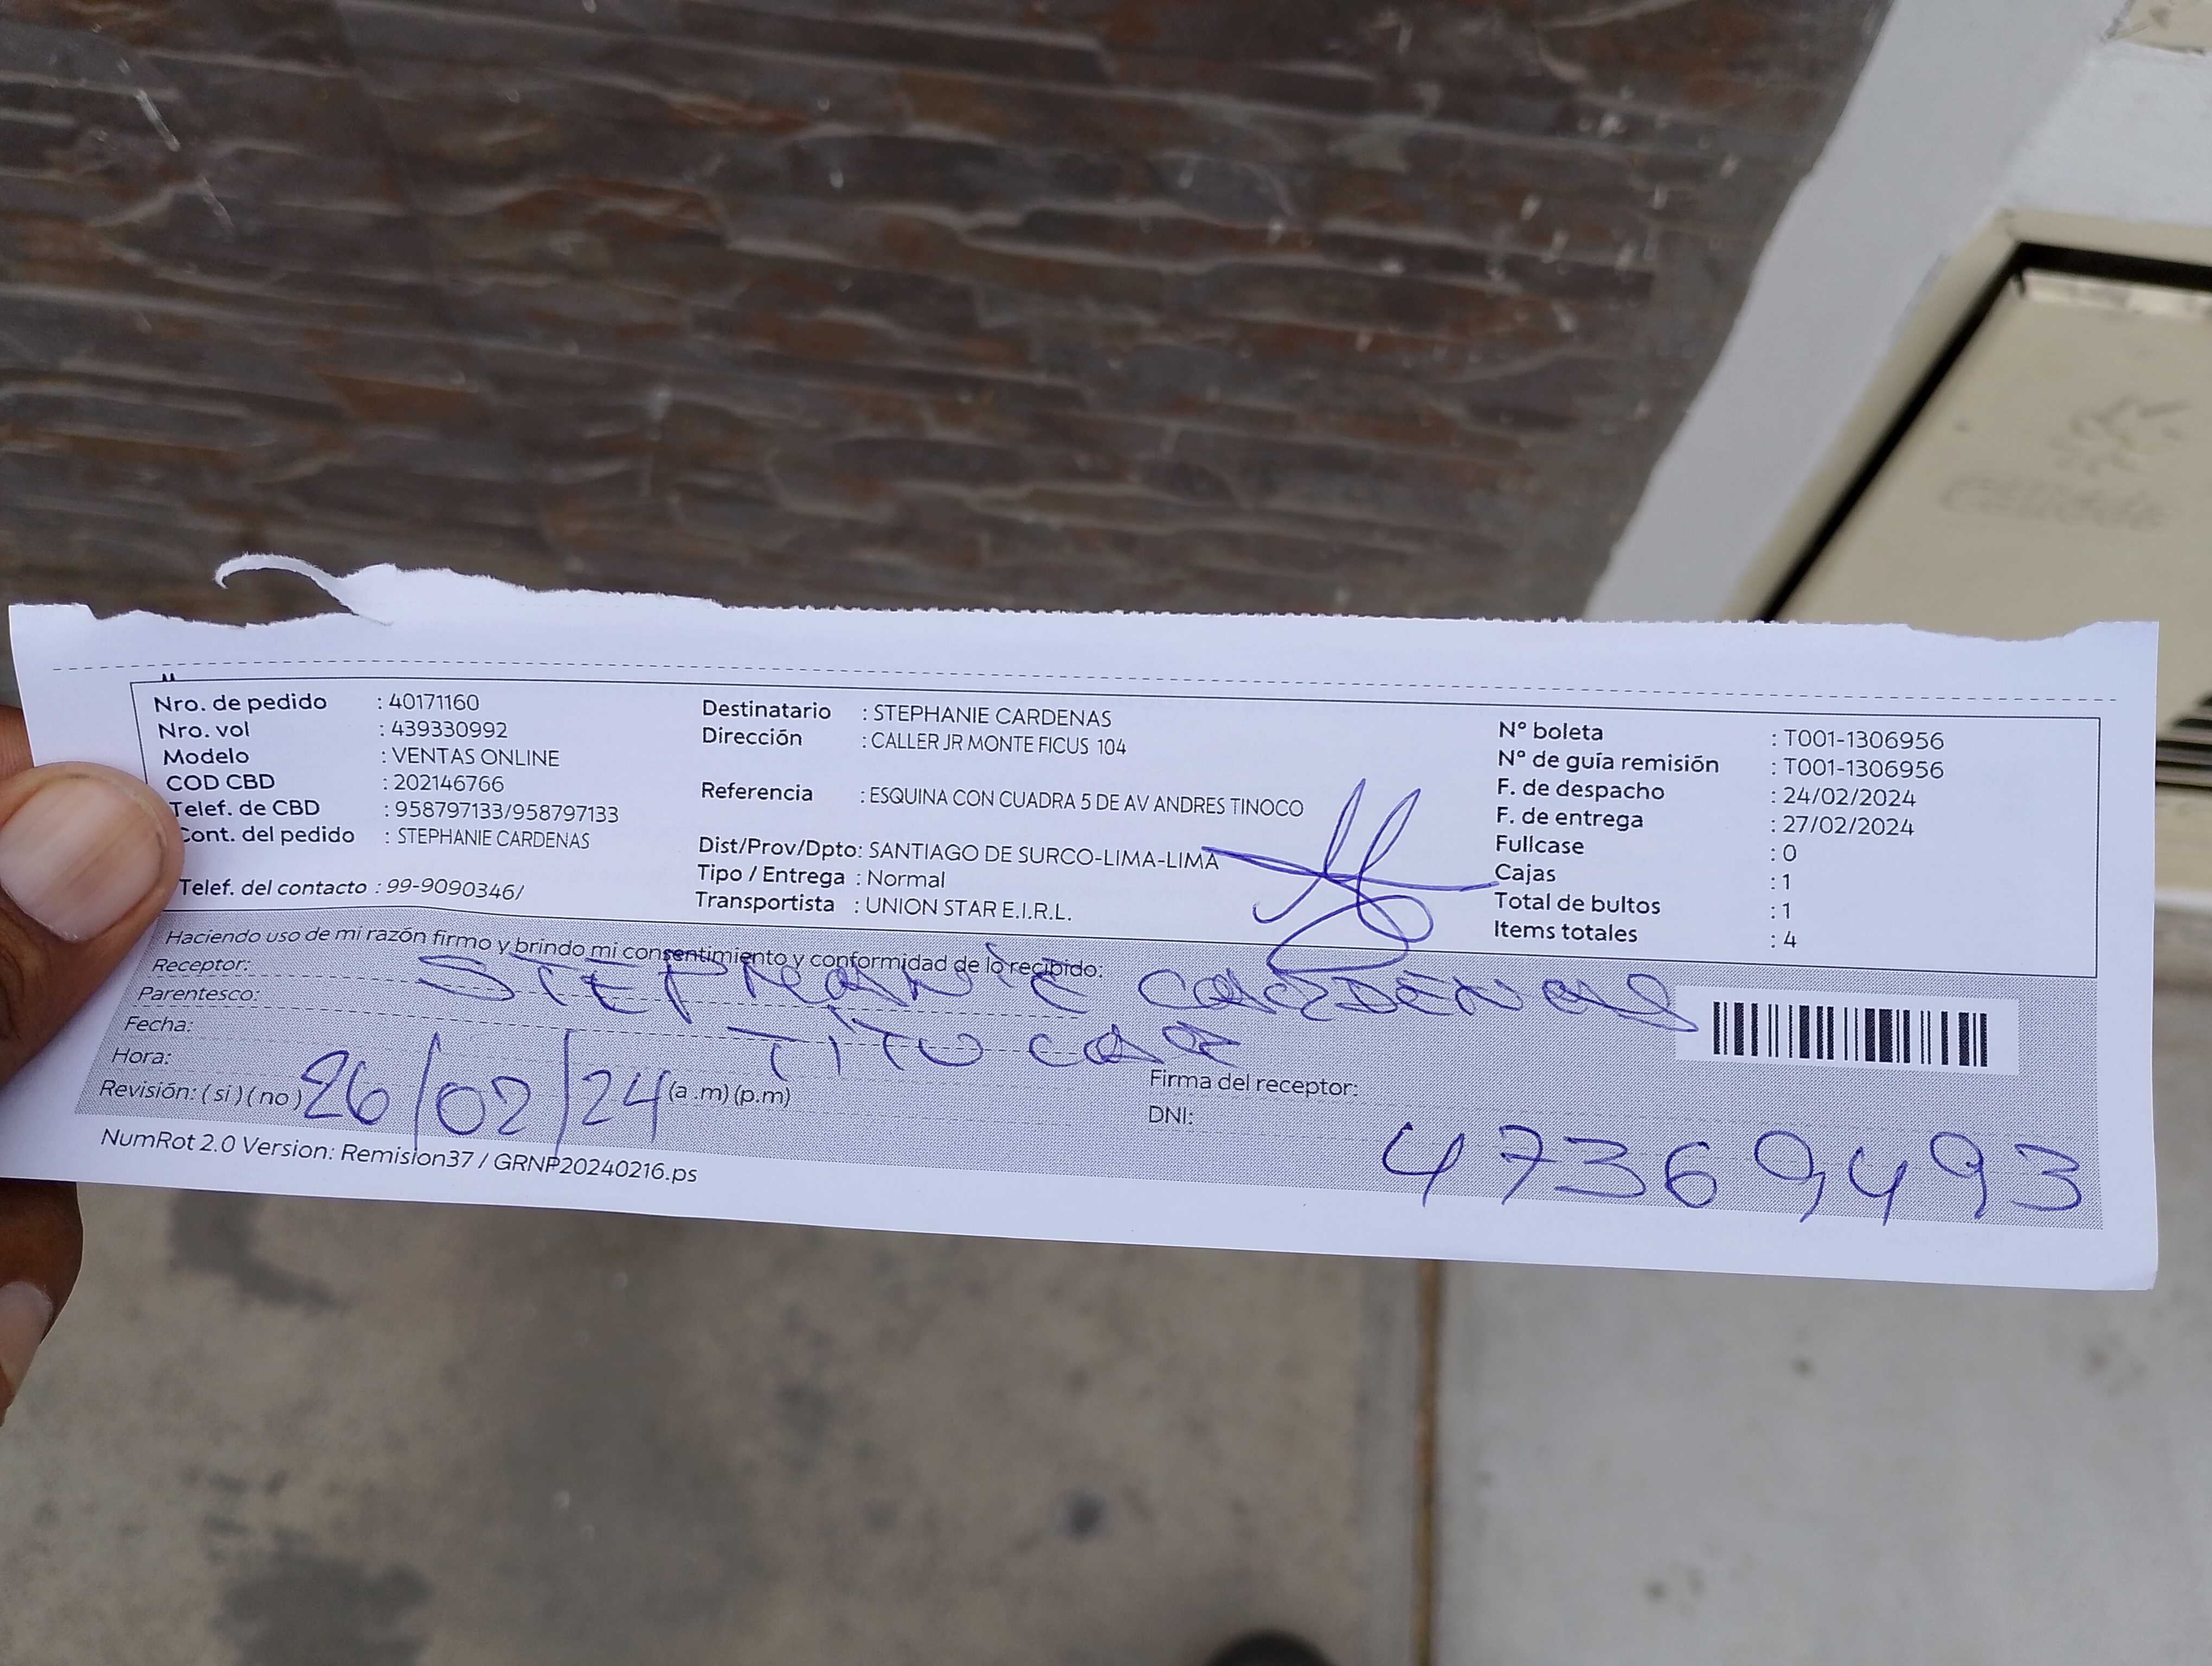 Nro. de pedido : 40171160
Nro. vol : 439330992
Modelo : VENTAS ONLINE
COD CBD : 202146766
Telef. de CBD : 958797133/958797133
Cont. del pedido : STEPHANIE CARDENAS
Telef. del contacto : 99-9090346/
Destinatario : STEPHANIE CARDENAS
Dirección : CALLER JR MONTE FICUS 104
Referencia : ESQUINA CON CUADRA 5 DE AV ANDRES TINOCO
Dist/Prov/Dpto: SANTIAGO DE SURCO-LIMA-LIMA
Tipo / Entrega : Normal
Transportista : UNION STAR E.I.R.L.
Nº boleta : T001-1306956
Nº de guía remisión : T001-1306956
F. de despacho : 24/02/2024
F. de entrega : 27/02/2024
Fullcase : 0
Cajas : 1
Total de bultos : 1
Items totales : 4
Haciendo uso de mi razón firmo y brindo mi consentimiento y conformidad de lo recibido:
Receptor: STEPHANIE CARDENAS
Parentesco: TITULAR
Fecha:
Hora: 26/02/24 (a.m) (p.m)
Revisión: ( si ) ( no )
Firma del receptor:
DNI: 47369493
NumRot 2.0 Version: Remision37 / GRNP20240216.ps